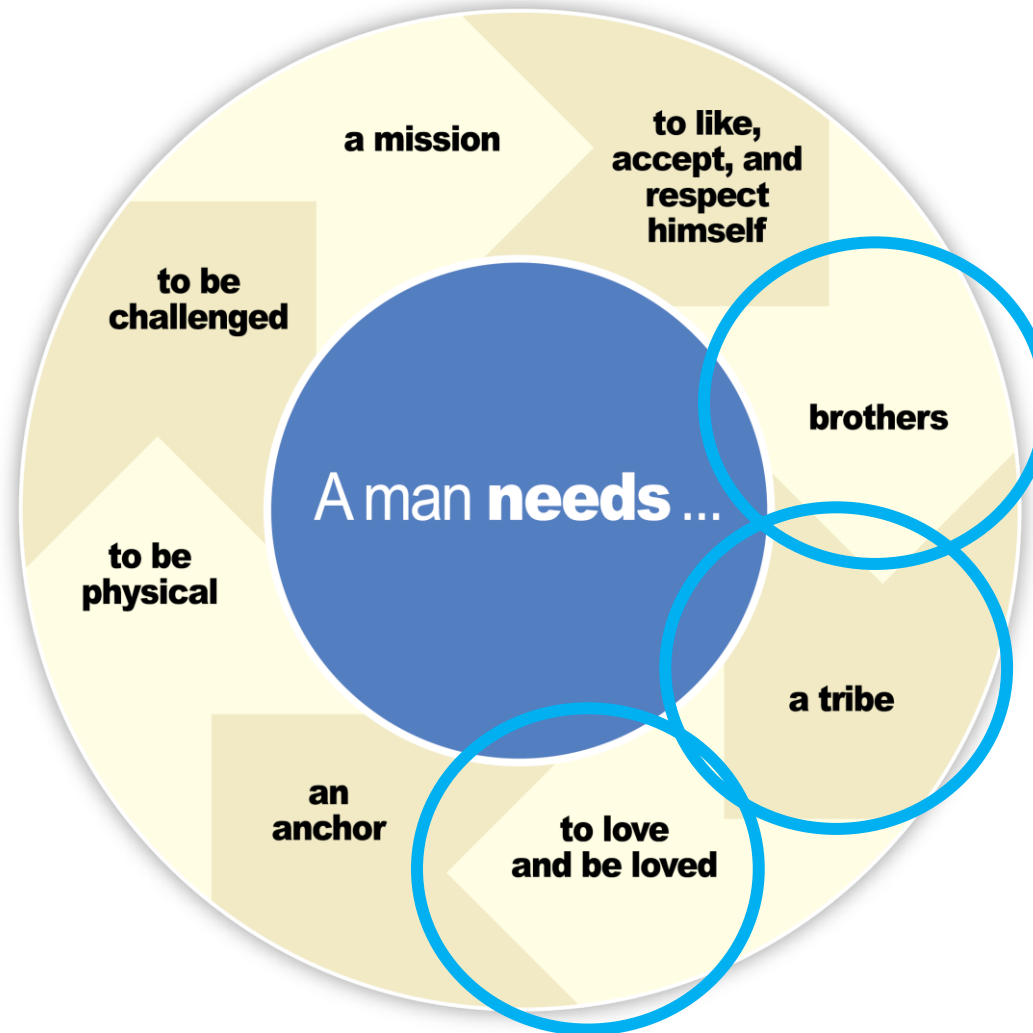 A man needs ...
a mission
to like,
accept, and
respect
himself
brothers
a tribe
to love
and be loved
an
anchor
to be
physical
to be
challenged